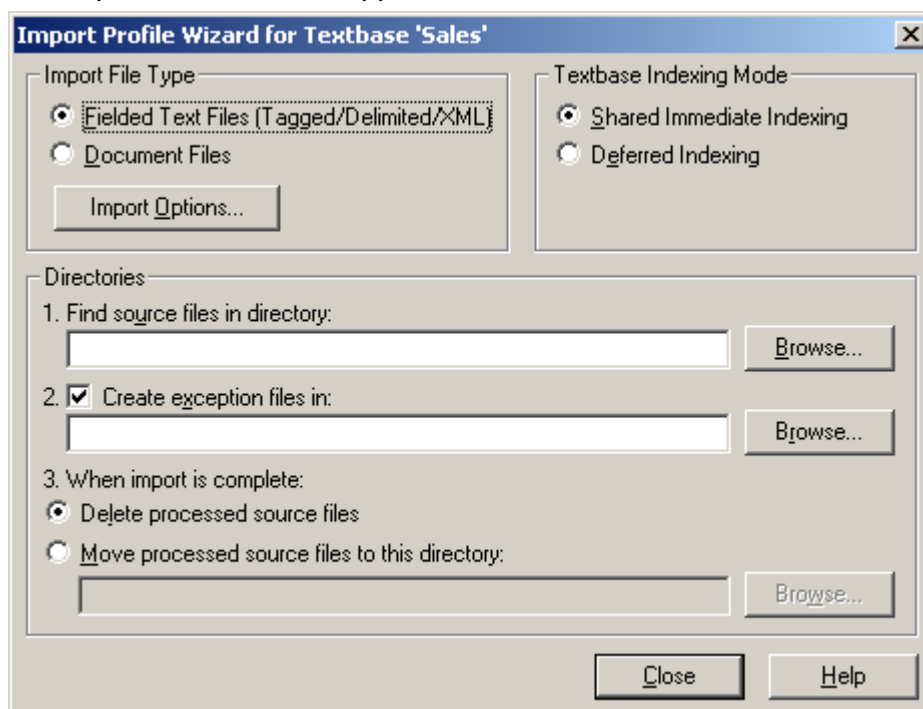 Import Profile Wizard for Textbase 'Sales'
Import File Type
Fielded Text Files (Tagged/Delimited/XML)
Document Files
Import Options...
Textbase Indexing Mode
Shared Immediate Indexing
Deferred Indexing
Directories
1. Find source files in directory:
Browse...
2. Create exception files in:
Browse...
3. When import is complete:
Delete processed source files
Move processed source files to this directory:
Browse...
Close
Help